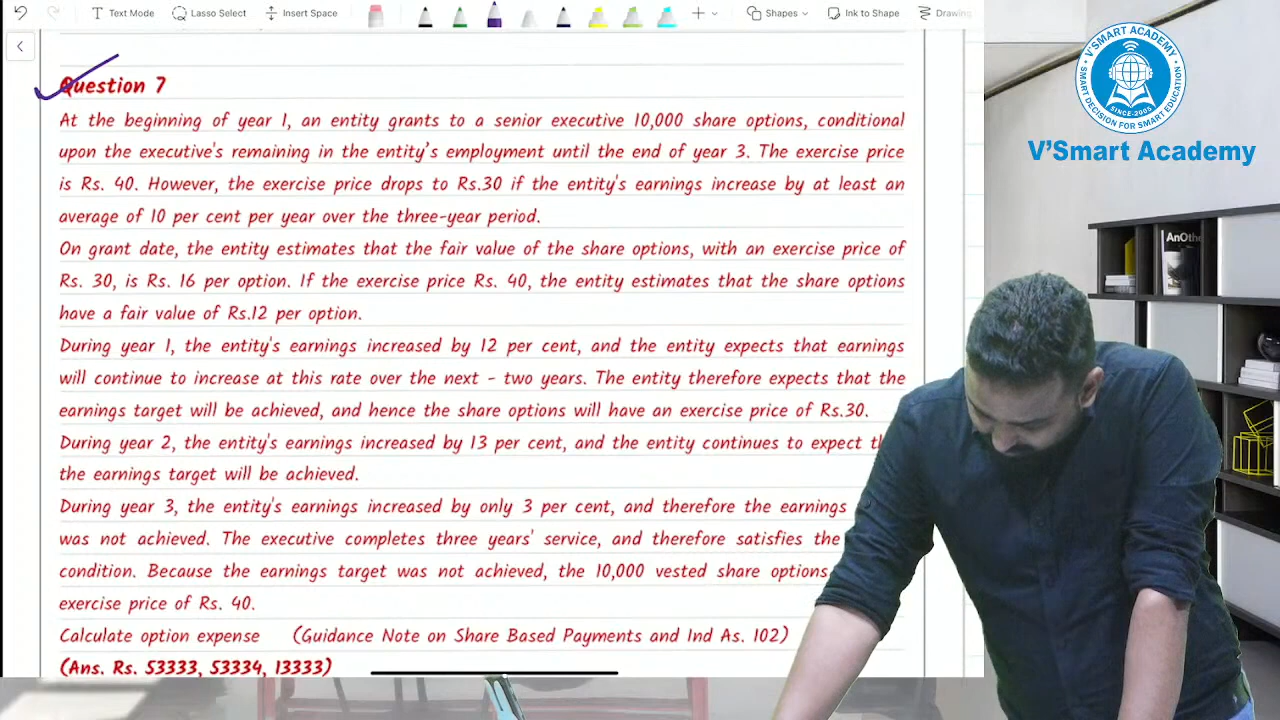 Text Mode
Lasso Select
Insert Space
Shapes
Ink to Shape
Drawing
Question 7
At the beginning of year 1, an entity grants to a senior executive 10,000 share options, conditional
upon the executive's remaining in the entity's employment until the end of year 3. The exercise price
is Rs. 40. However, the exercise price drops to Rs.30 if the entity's earnings increase by at least an
average of 10 per cent per year over the three-year period.
On grant date, the entity estimates that the fair value of the share options, with an exercise price of
Rs. 30, is Rs. 16 per option. If the exercise price Rs. 40, the entity estimates that the share options
have a fair value of Rs.12 per option.
During year 1, the entity's earnings increased by 12 per cent, and the entity expects that earnings
will continue to increase at this rate over the next - two years. The entity therefore expects that the
earnings target will be achieved, and hence the share options will have an exercise price of Rs.30.
During year 2, the entity's earnings increased by 13 per cent, and the entity continues to expect
the earnings target will be achieved.
During year 3, the entity's earnings increased by only 3 per cent, and therefore the earnings
was not achieved. The executive completes three years' service, and therefore satisfies the
condition. Because the earnings target was not achieved, the 10,000 vested share options
exercise price of Rs. 40.
Calculate option expense (Guidance Note on Share Based Payments and Ind As. 102)
(Ans. Rs. 53333, 53334, 13333)
V'SMART ACADEMY
SMART DECISION FOR SMART EDUCATION
SINCE-2005
V'Smart Academy
AnOthe